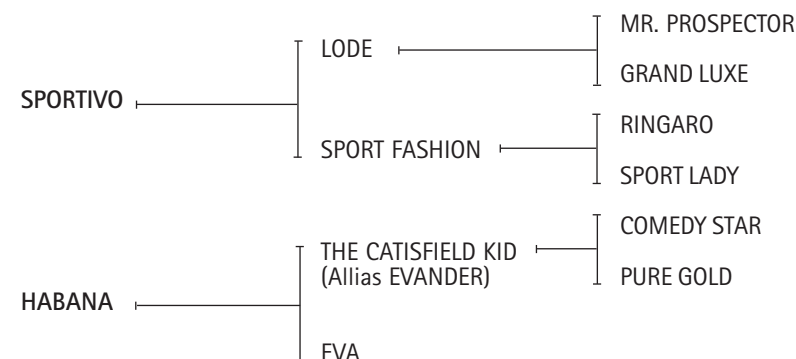 MR. PROSPECTOR
LODE
GRAND LUXE
SPORTIVO
RINGARO
SPORT FASHION
SPORT LADY
COMEDY STAR
THE CATISFIELD KID
(Allias EVANDER)
PURE GOLD
HABANA
EVA